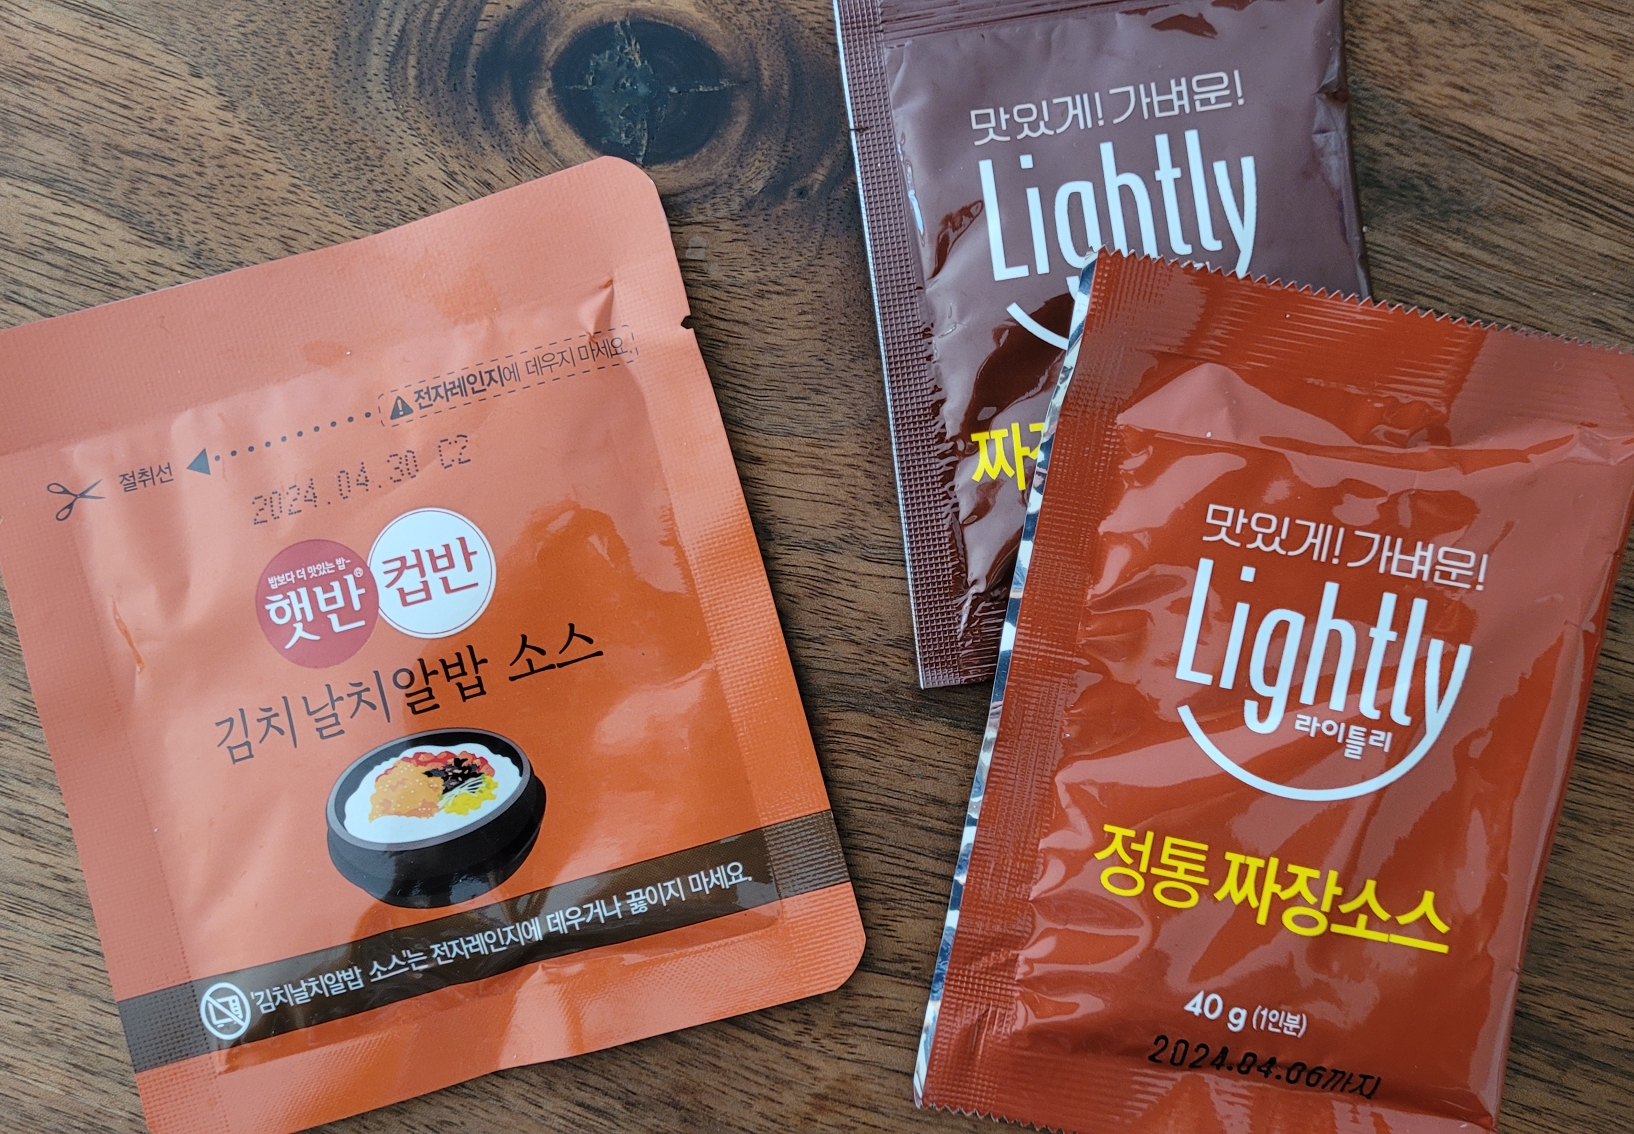 전자레인지에 데우지 마세요.
절취선
2024.04.30 C2
밥보다 더 맛있는 밥~
햇반® 컵반
김치날치알밥 소스
'김치날치알밥 소스'는 전자레인지에 데우거나 끓이지 마세요.
맛있게! 가벼운!
Lightly
맛있게! 가벼운!
Lightly
라이틀리
정통 짜장소스
40 g (1인분)
2024.04.06까지